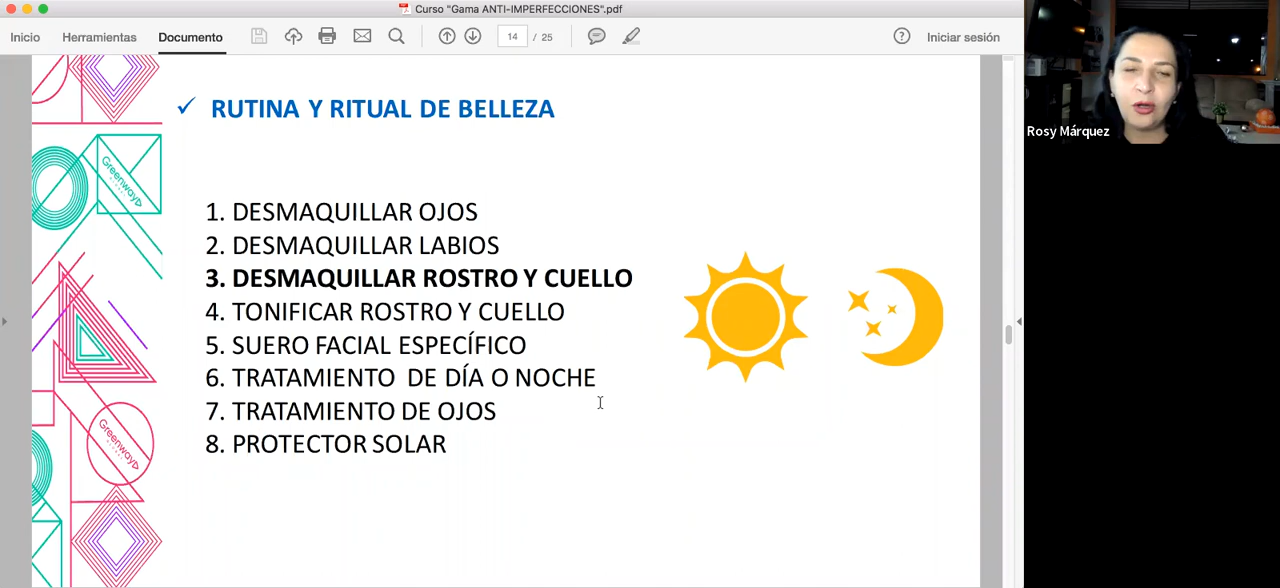 Curso "Gama ANTI-IMPERFECCIONES".pdf
Inicio Herramientas Documento 14 / 25 Iniciar sesión
✓ RUTINA Y RITUAL DE BELLEZA
1. DESMAQUILLAR OJOS
2. DESMAQUILLAR LABIOS
3. DESMAQUILLAR ROSTRO Y CUELLO
4. TONIFICAR ROSTRO Y CUELLO
5. SUERO FACIAL ESPECÍFICO
6. TRATAMIENTO DE DÍA O NOCHE
7. TRATAMIENTO DE OJOS
8. PROTECTOR SOLAR
Greenway
Greenway
Rosy Márquez